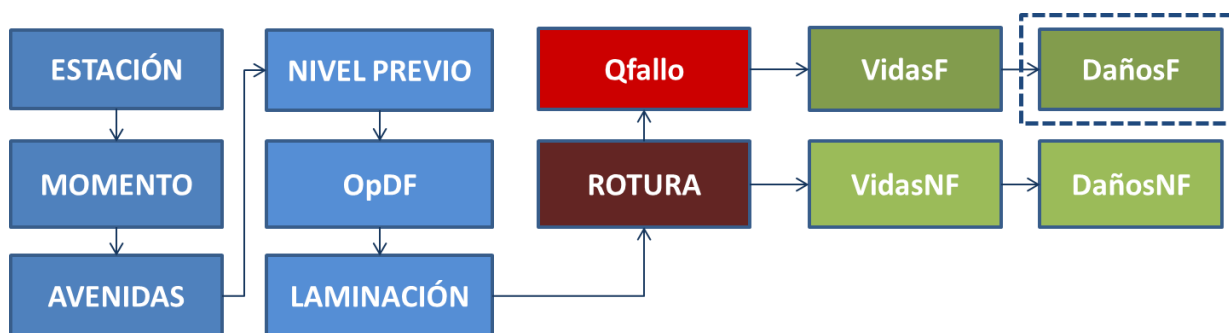 ESTACIÓN
MOMENTO
AVENIDAS
NIVEL PREVIO
OpDF
LAMINACIÓN
ROTURA
Qfallo
VidasF
DañosF
VidasNF
DañosNF